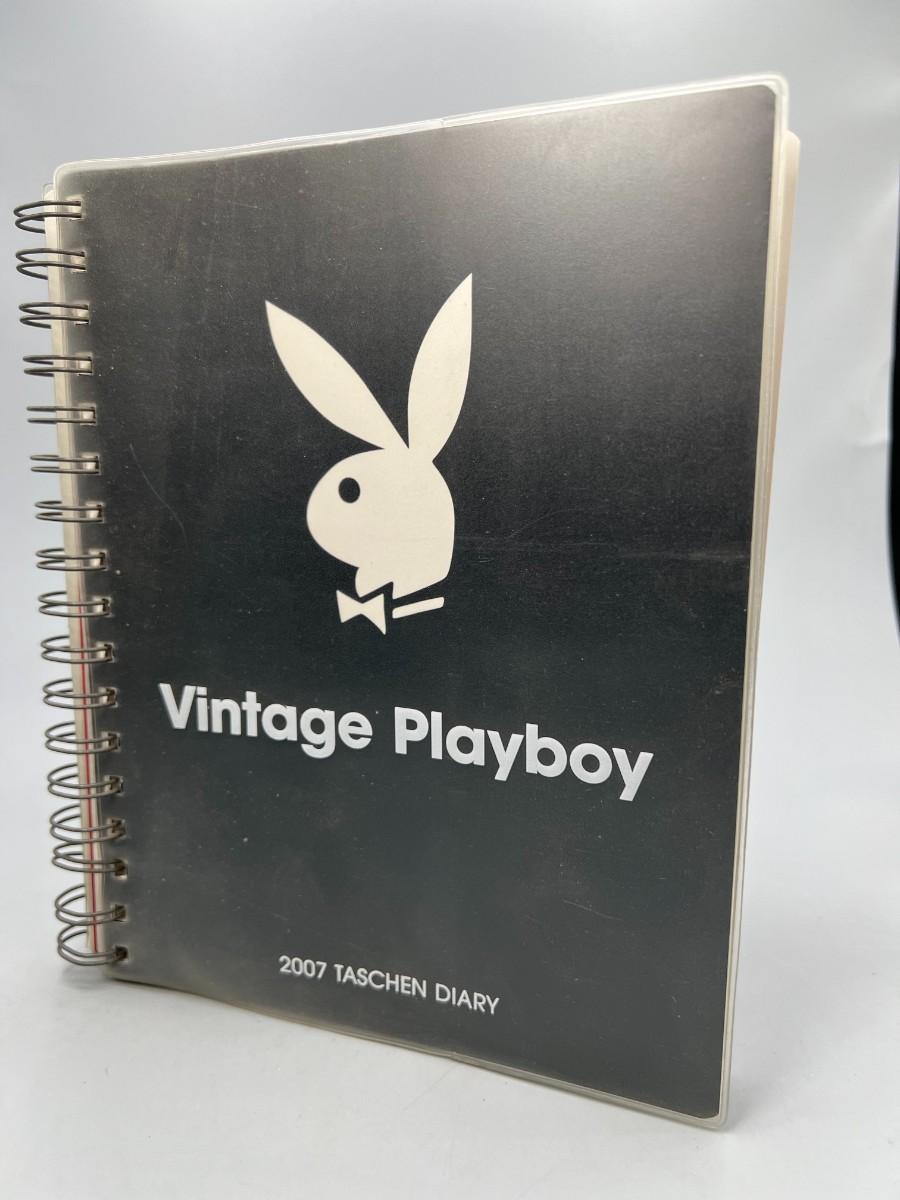 Vintage Playboy
2007 TASCHEN DIARY